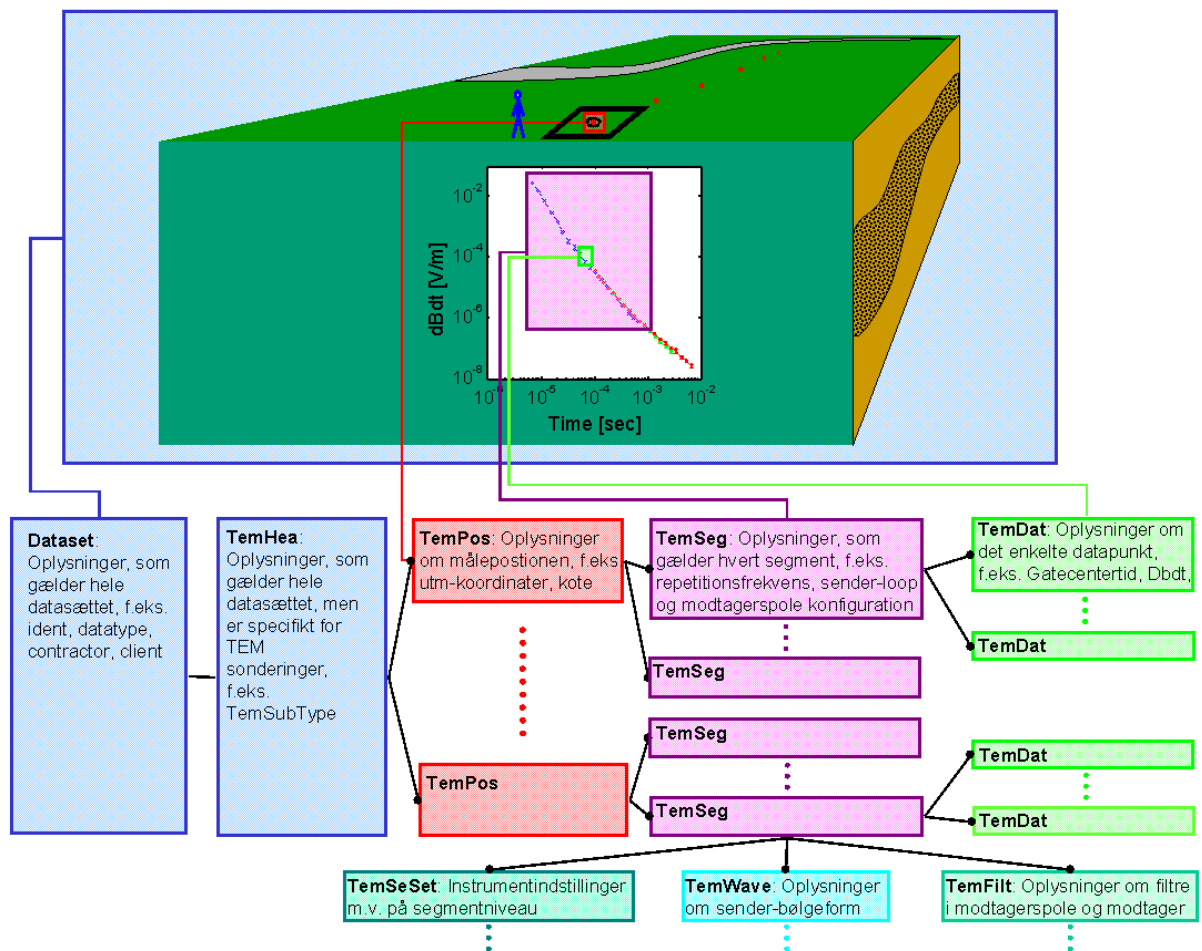 10-2
10-4
10-6
10-8
dBdt [V/m]
10-6
10-5
10-4
10-3
10-2
Time [sec]
Dataset:
Oplysninger, som
gælder hele
datasættet, f.eks.
ident, datatype,
contractor, client
TemHea:
Oplysninger, som
gælder hele
datasættet, men
er specifikt for
TEM
sonderinger,
f.eks.
TemSubType
TemPos: Oplysninger
om målepostionen, f.eks
utm-koordinater, kote
TemPos
TemSeg: Oplysninger, som
gælder hvert segment, f.eks.
repetitionsfrekvens, sender-loop
og modtagerspole konfiguration
TemSeg
TemSeg
TemSeg
TemDat: Oplysninger om
det enkelte datapunkt,
f.eks. Gatecentertid, Dbdt,
TemDat
TemDat
TemDat
TemSeSet: Instrumentindstillinger
m.v. på segmentniveau
TemWave: Oplysninger
om sender-bølgeform
TemFilt: Oplysninger om filtre
i modtagerspole og modtager